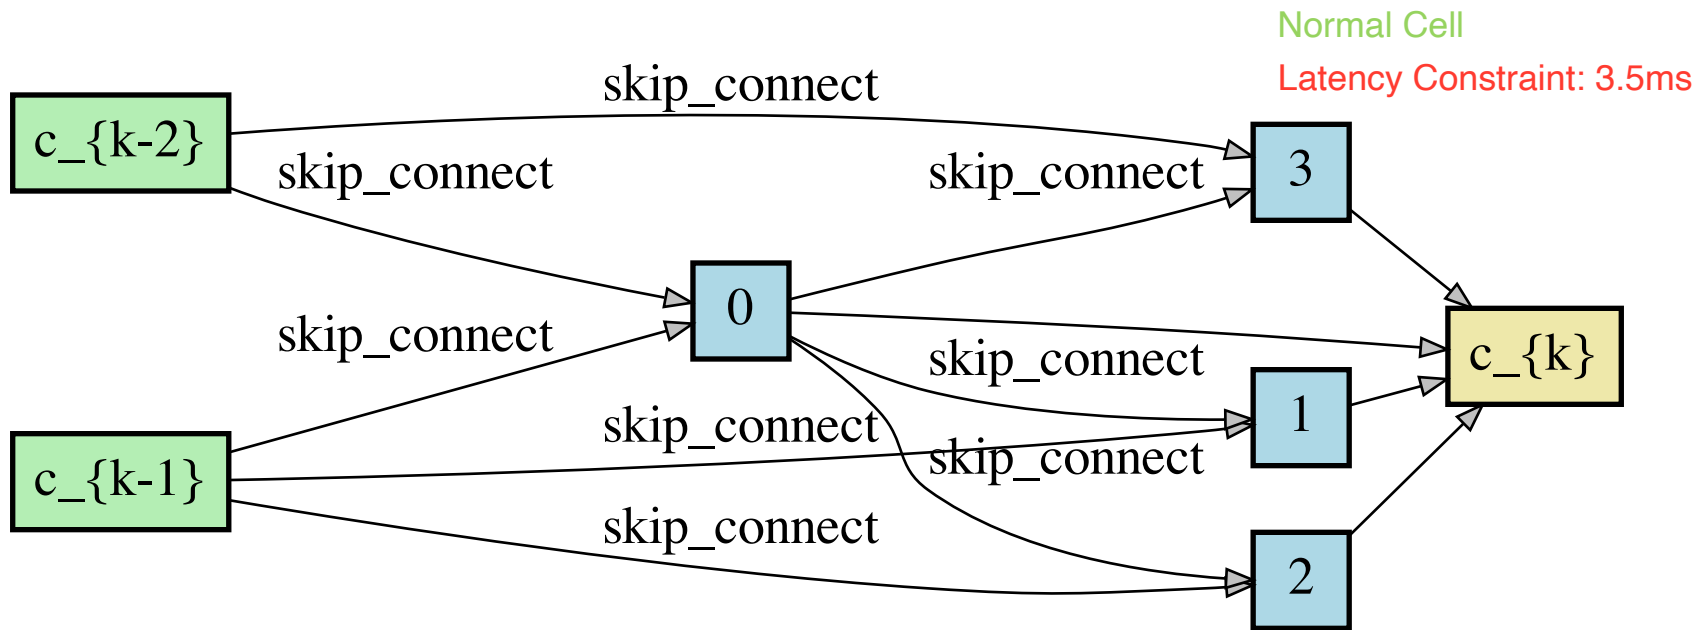 Normal Cell
Latency Constraint: 3.5ms
skip_connect
c_{k-2}
skip_connect
skip_connect
3
0
skip_connect
skip_connect
c_{k}
1
skip_connect
skip_connect
c_{k-1}
skip_connect
2